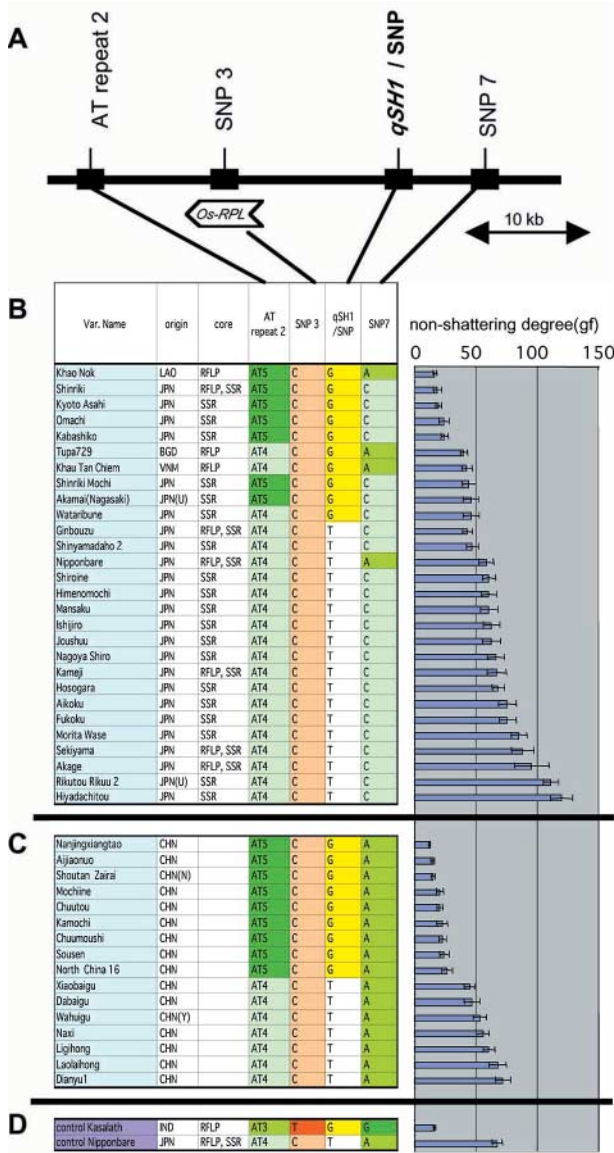 A
AT repeat 2
SNP 3
qSH1 / SNP
SNP 7
Os-RPL
10 kb
B
Var. Name origin core AT repeat 2 SNP 3 qSH1 /SNP SNP7
non-shattering degree(gf)
0 50 100 150
Khao Nok LAO RFLP AT5 C G A
Shinriki JPN RFLP, SSR AT5 C G C
Kyoto Asahi JPN SSR AT5 C G C
Omachi JPN SSR AT5 C G C
Kabashiko JPN SSR AT5 C G C
Tupa729 BGD RFLP AT4 C G A
Khau Tan Chiem VNM RFLP AT4 C G A
Shinriki Mochi JPN SSR AT5 C G C
Akamai(Nagasaki) JPN(U) SSR AT5 C G C
Wataribune JPN SSR AT4 C G C
Ginbouzu JPN RFLP, SSR AT4 C T C
Shinyamadaho 2 JPN SSR AT4 C T C
Nipponbare JPN RFLP, SSR AT4 C T A
Shiroine JPN SSR AT4 C T C
Himenomochi JPN SSR AT4 C T C
Mansaku JPN SSR AT4 C T C
Ishijiro JPN SSR AT4 C T C
Joushuu JPN SSR AT4 C T C
Nagoya Shiro JPN SSR AT4 C T C
Kameji JPN RFLP, SSR AT4 C T C
Hosogara JPN SSR AT4 C T C
Aikoku JPN SSR AT4 C T C
Fukoku JPN SSR AT4 C T C
Morita Wase JPN SSR AT4 C T C
Sekiyama JPN RFLP, SSR AT4 C T C
Akage JPN RFLP, SSR AT4 C T C
Rikutou Rikuu 2 JPN(U) SSR AT4 C T C
Hiyadachitou JPN SSR AT4 C T C
C
Nanjingxiangtao CHN AT5 C G A
Aijiaonuo CHN AT5 C G A
Shoutan Zairai CHN(N) AT5 C G A
Mochiine CHN AT5 C G A
Chuutou CHN AT5 C G A
Kamochi CHN AT5 C G A
Chuumoushi CHN AT5 C G A
Sousen CHN AT5 C G A
North China 16 CHN AT5 C G A
Xiaobaigu CHN AT4 C T A
Dabaigu CHN AT4 C T A
Wahuigu CHN(Y) AT4 C T A
Naxi CHN AT4 C T A
Ligihong CHN AT4 C T A
Laolaihong CHN AT4 C T A
Dianyu1 CHN AT4 C T A
D
control Kasalath IND RFLP AT3 T G G
control Nipponbare JPN RFLP, SSR AT4 C T A